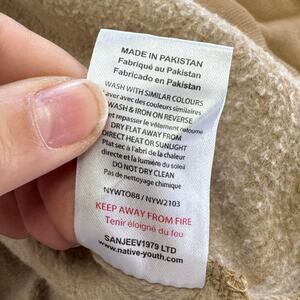 MADE IN PAKISTAN
Fabriqué au Pakistan
Fabricado en Pakistán
WASH WITH SIMILAR COLOURS
Laver avec des couleurs similaires
WASH & IRON ON REVERSE
et repasser le vêtement retourné
DRY FLAT AWAY FROM
DIRECT HEAT or SUNLIGHT
Plat sec à l'abri de la chaleur
directe et la lumière du soleil
DO NOT DRY CLEAN
Pas de nettoyage chimique
NYWTO88 / NYW2103
KEEP AWAY FROM FIRE
Tenir éloigné du feu
SANJEEV1979 LTD
www.native-youth.com